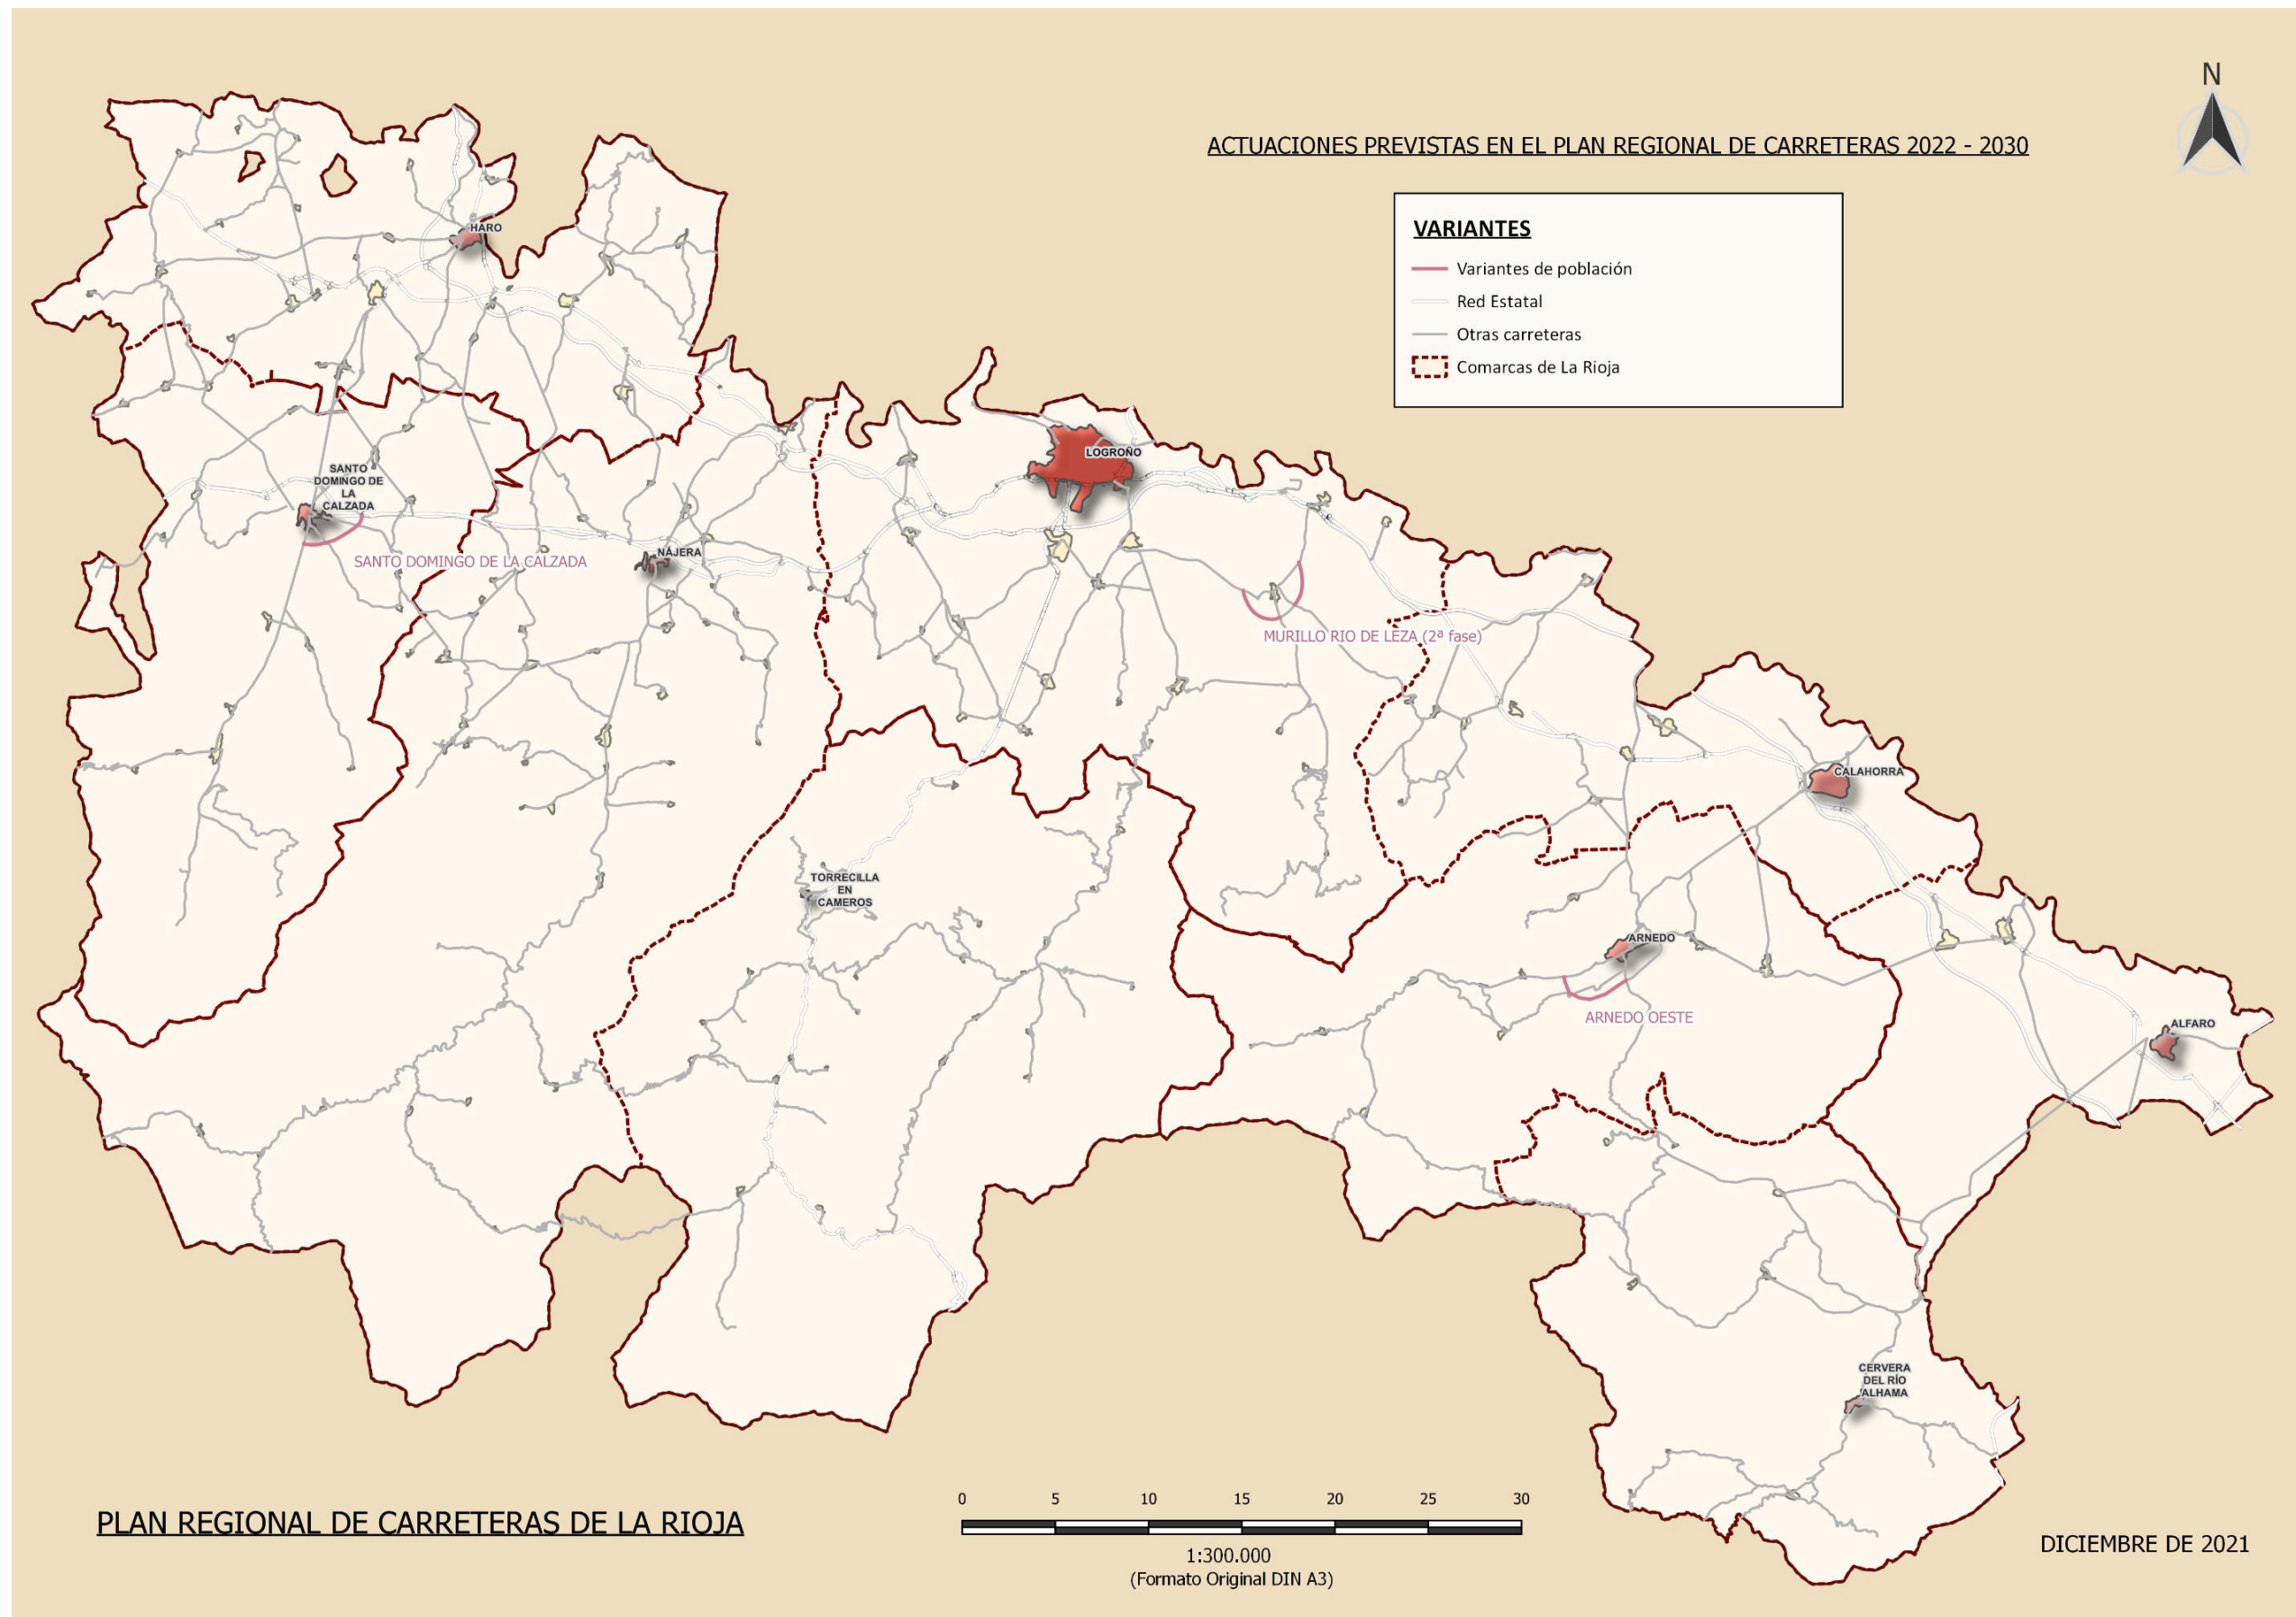 N
ACTUACIONES PREVISTAS EN EL PLAN REGIONAL DE CARRETERAS 2022 - 2030
VARIANTES
Variantes de población
Red Estatal
Otras carreteras
Comarcas de La Rioja
HARO
LOGROÑO
SANTO
DOMINGO DE
LA
CALZADA
SANTO DOMINGO DE LA CALZADA
NÁJERA
MURILLO RIO DE LEZA (2ª fase)
CALAHORRA
TORRECILLA
EN
CAMEROS
ARNEDO
ARNEDO OESTE
ALFARO
CERVERA
DEL RÍO
ALHAMA
PLAN REGIONAL DE CARRETERAS DE LA RIOJA
0 5 10 15 20 25 30
1:300.000
(Formato Original DIN A3)
DICIEMBRE DE 2021